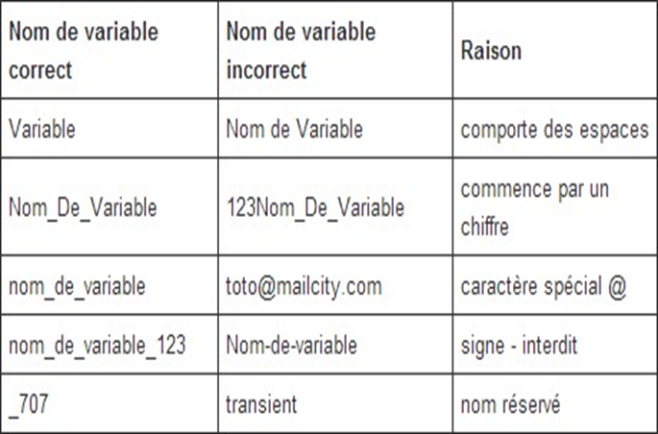 Nom de variable correct | Nom de variable incorrect | Raison
Variable | Nom de Variable | comporte des espaces
Nom_De_Variable | 123Nom_De_Variable | commence par un chiffre
nom_de_variable | toto@mailcity.com | caractère spécial @
nom_de_variable_123 | Nom-de-variable | signe - interdit
_707 | transient | nom réservé